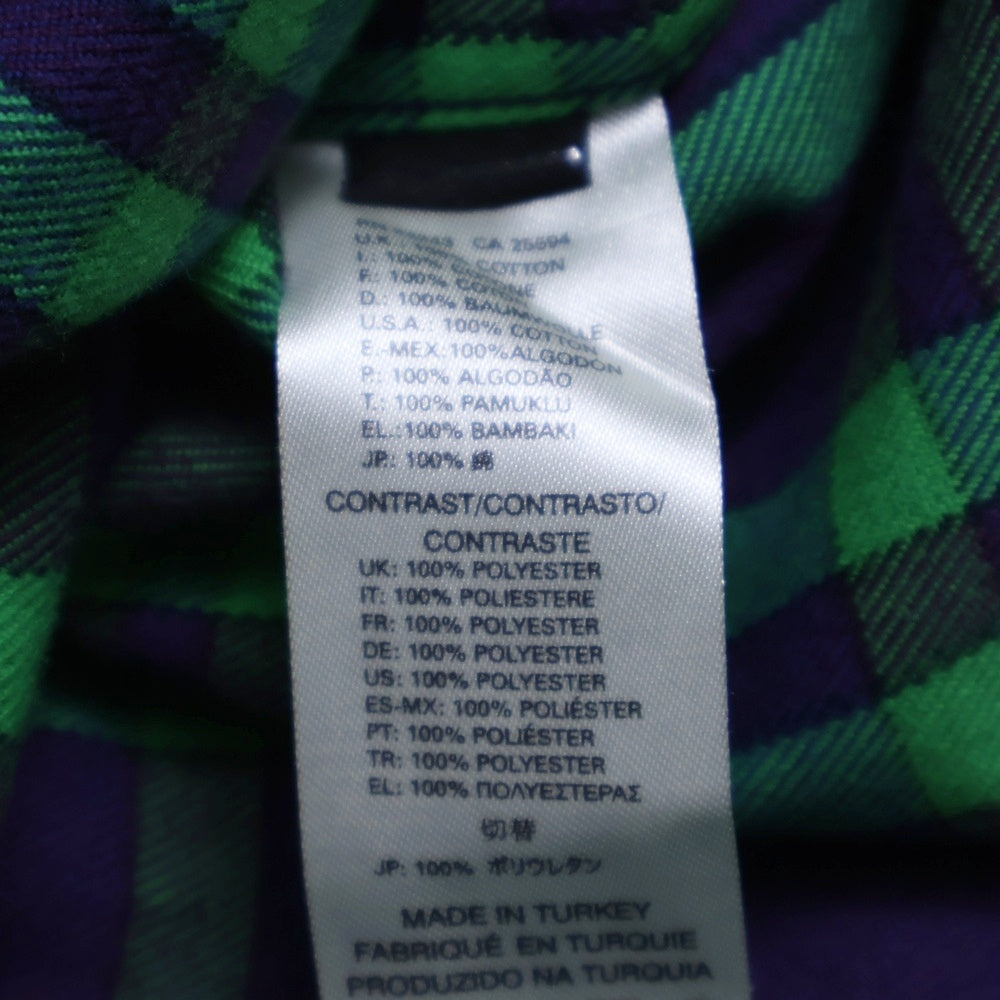 CA 25594
U.K.
I.: 100% COTTON
F.: 100% COTONE
D.: 100% BAUMWOLLE
U.S.A.: 100% COTTON
E.-MEX:100%ALGODON
P.: 100% ALGODÃO
T.: 100% PAMUKLU
EL.:100% BAMBAKI
JP.: 100% 綿
CONTRAST/CONTRASTO/
CONTRASTE
UK: 100% POLYESTER
IT: 100% POLIESTERE
FR: 100% POLYESTER
DE: 100% POLYESTER
US: 100% POLYESTER
ES-MX: 100% POLIÉSTER
PT: 100% POLIÉSTER
TR: 100% POLYESTER
EL: 100% ΠΟΛΥΕΣΤΕΡΑΣ
切替
JP: 100% ポリウレタン
MADE IN TURKEY
FABRIQUÉ EN TURQUIE
PRODUZIDO NA TURQUIA